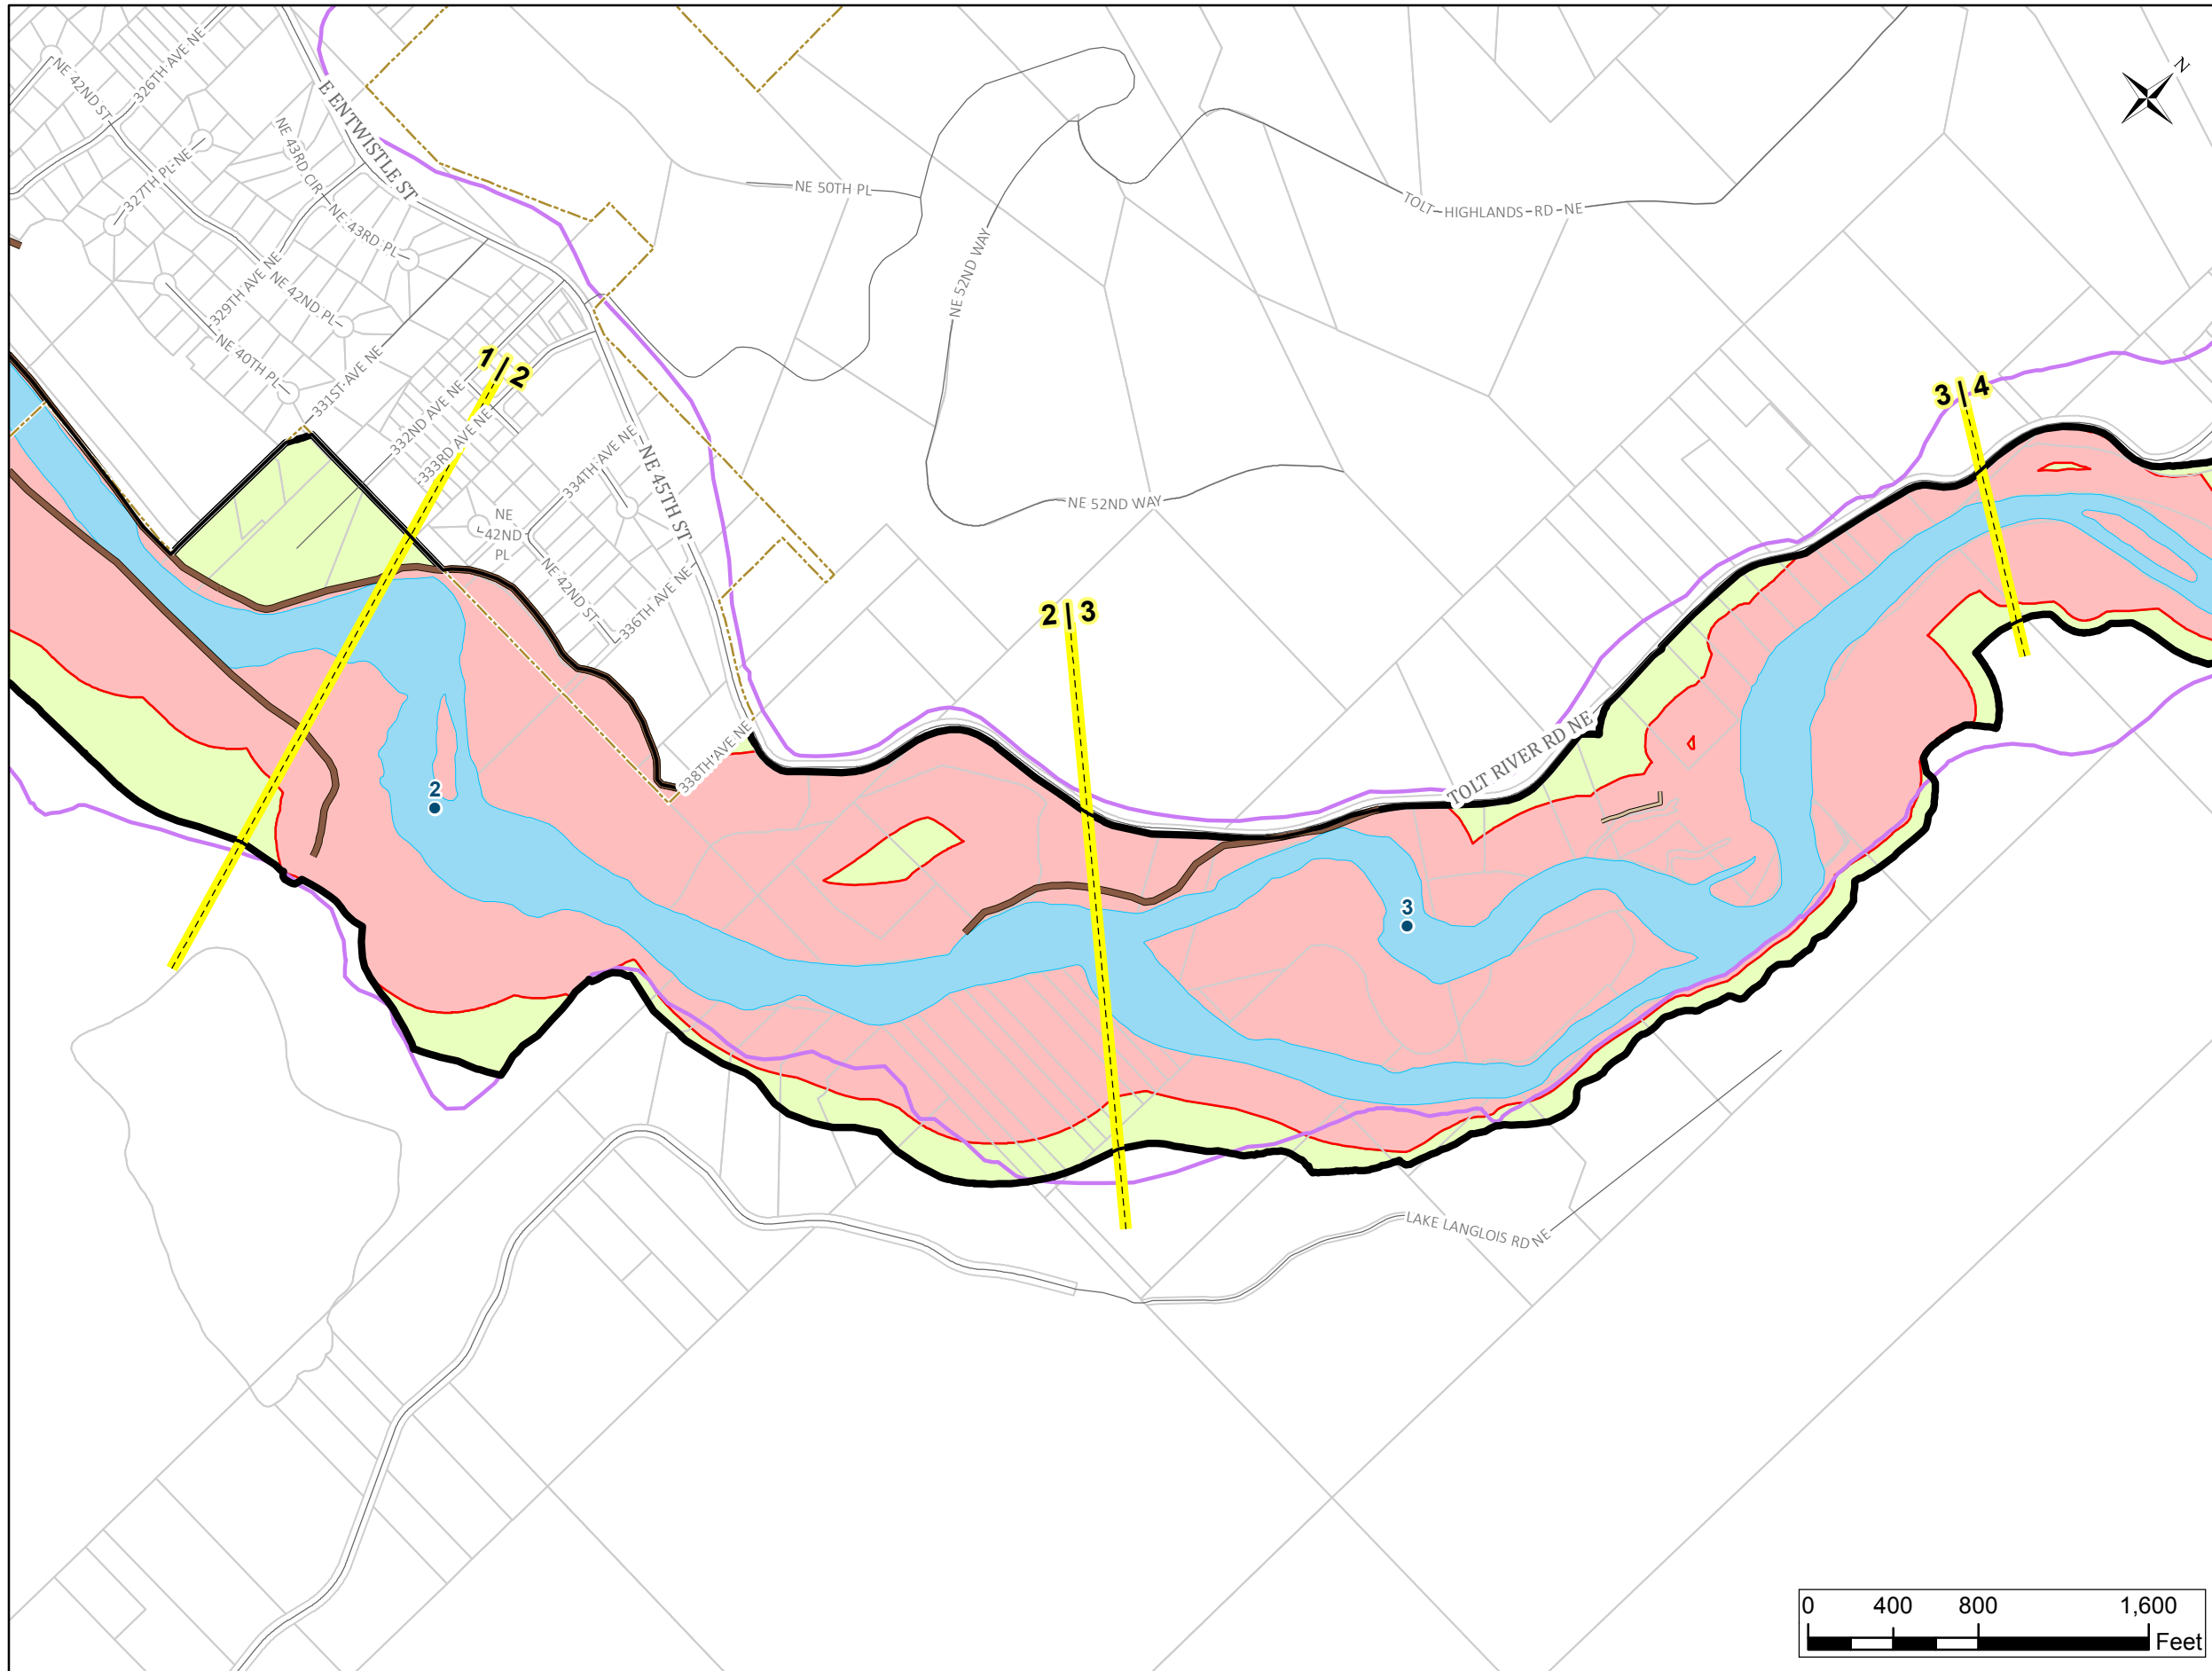 N
326TH AVE NE
NE 42ND ST
E ENTWISTLE ST
NE 43RD CIR
327TH PL NE
NE 50TH PL
TOLT HIGHLANDS RD NE
NE 43RD PL
329TH AVE NE
NE 42ND PL
NE 52ND WAY
NE 40TH PL
331ST AVE NE
1 | 2
3 | 4
332ND AVE NE
333RD AVE NE
334TH AVE NE
NE 45TH ST
NE 52ND WAY
NE
42ND
PL
NE 42ND ST
336TH AVE NE
2 | 3
338TH AVE NE
TOLT RIVER RD NE
2
3
LAKE LANGLOIS RD NE
0 400 800 1,600
Feet